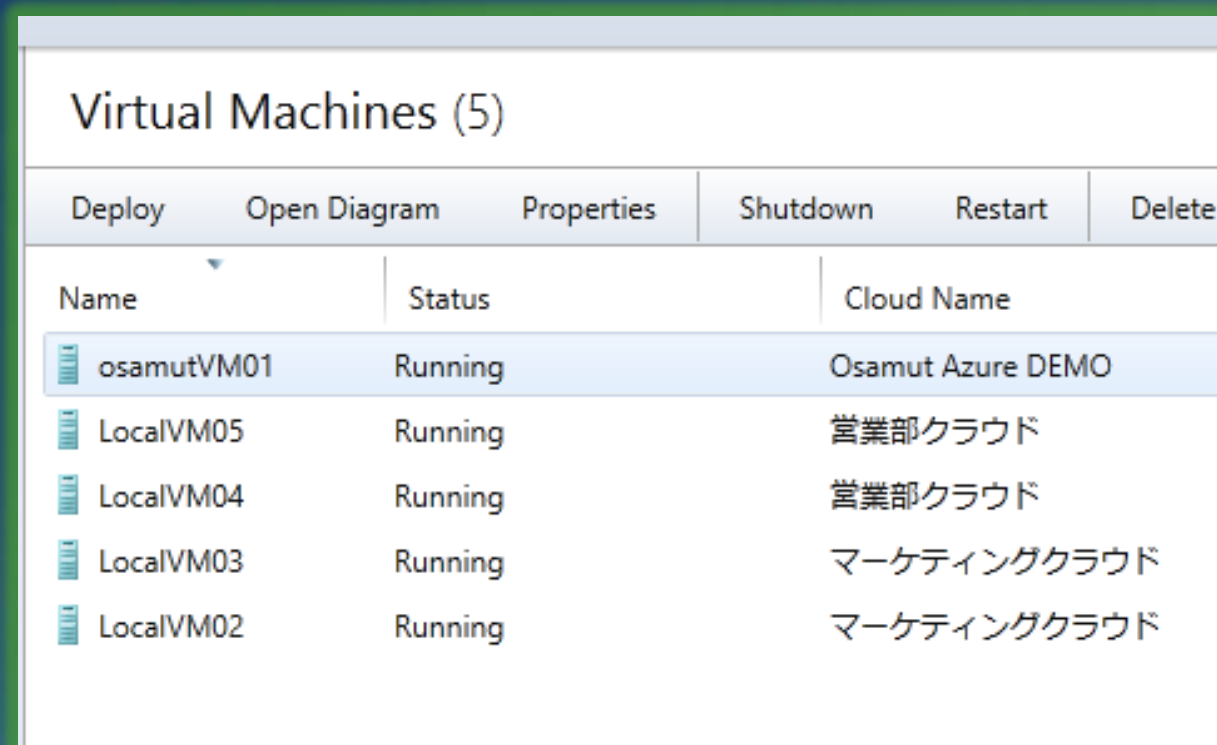 Virtual Machines (5)
Deploy Open Diagram Properties Shutdown Restart Delete
Name Status Cloud Name
osamutVM01 Running Osamut Azure DEMO
LocalVM05 Running 営業部クラウド
LocalVM04 Running 営業部クラウド
LocalVM03 Running マーケティングクラウド
LocalVM02 Running マーケティングクラウド